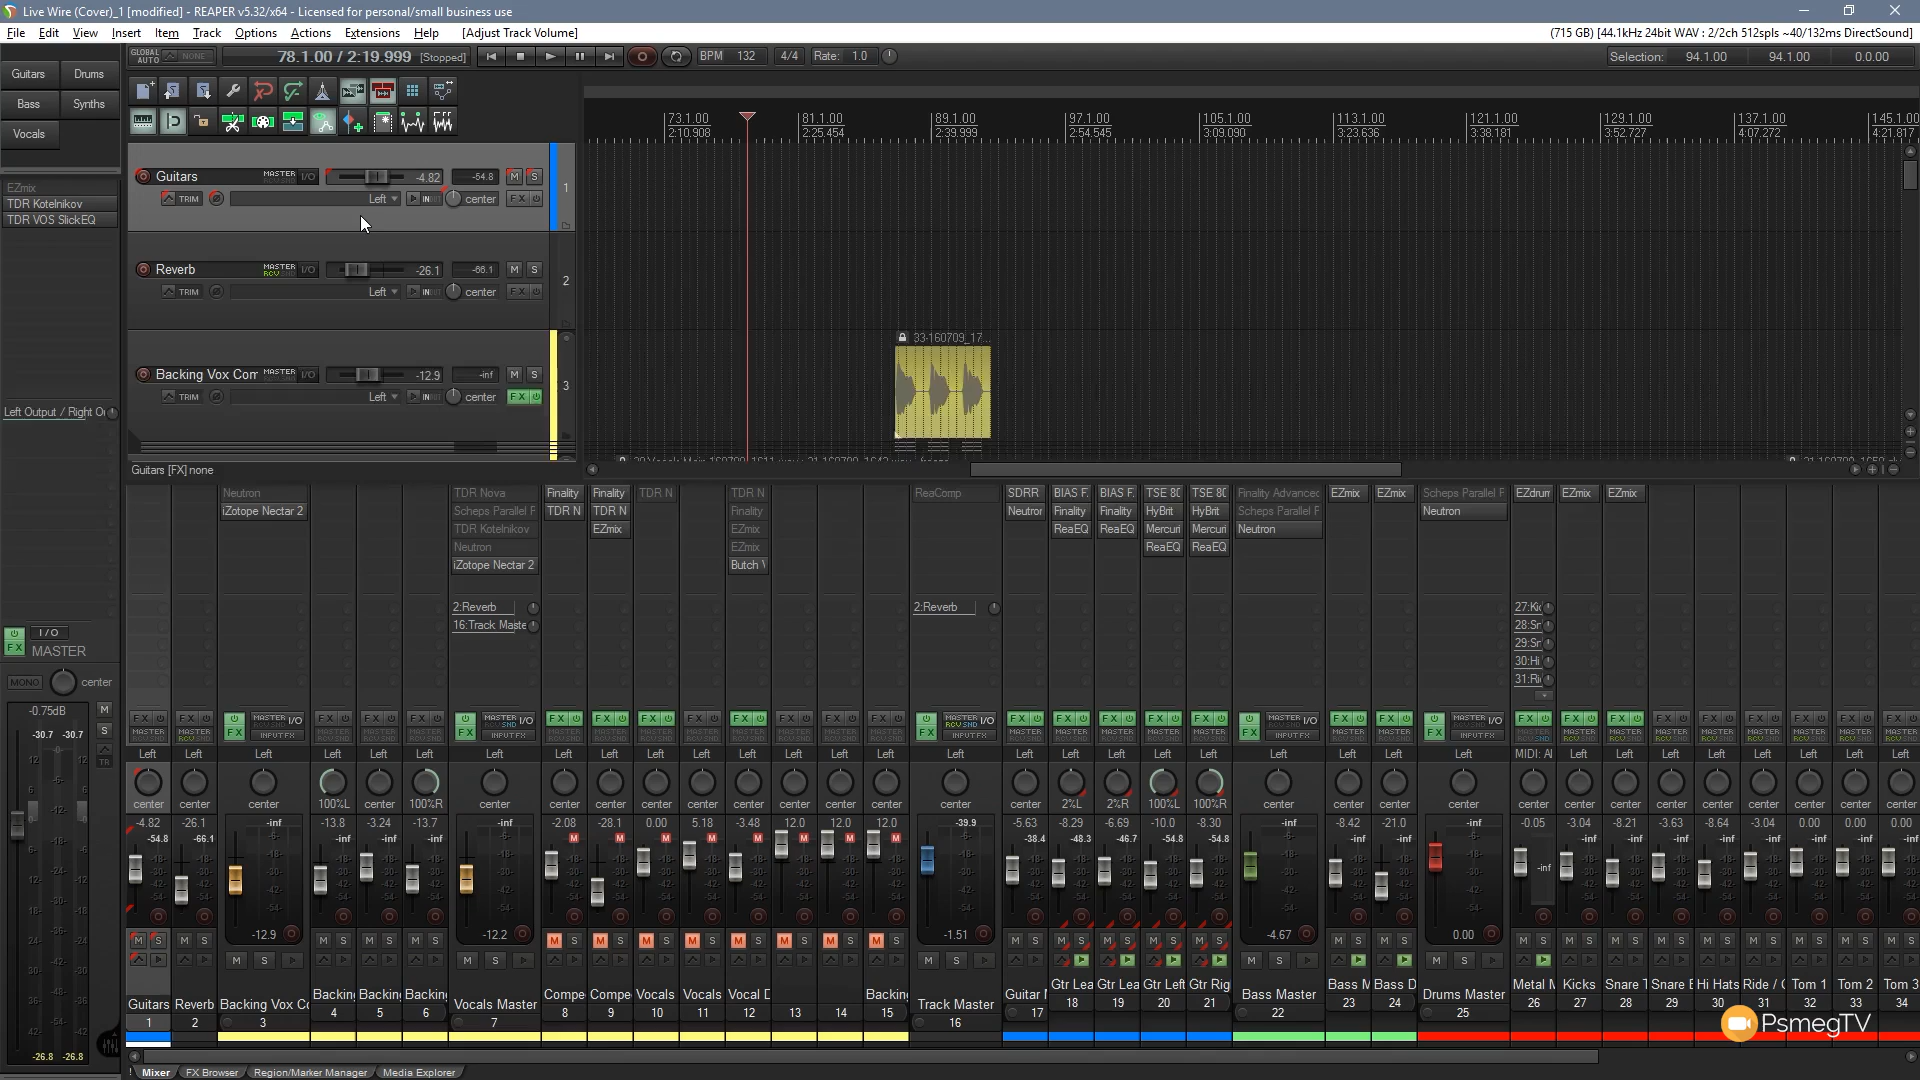 Live Wire (Cover)_1 [modified] - REAPER v5.32/x64 - Licensed for personal/small business use
File Edit View Insert Item Track Options Actions Extensions Help [Adjust Track Volume]
(715 GB) [44.1kHz 24bit WAV : 2/2ch 512spls ~40/132ms DirectSound]
GLOBAL AUTO NONE
78.1.00 / 2:19.999 [Stopped]
BPM 132 4/4 Rate: 1.0
Selection: 94.1.00 94.1.00 0.0.00
Guitars Drums
Bass Synths
Vocals
73.1.00 81.1.00 89.1.00 97.1.00 105.1.00 113.1.00 121.1.00 129.1.00 137.1.00 145.1.00
2:10.908 2:25.454 2:39.999 2:54.545 3:09.090 3:23.636 3:38.181 3:52.727 4:07.272 4:21.817
EZmix
TDR Kotelnikov
TDR VOS SlickEQ
Guitars MASTER I/O -4.82 -54.8 M S 1
TRIM Left IN center FX
Reverb MASTER RCV I/O -26.1 -66.1 M S 2
TRIM Left IN center FX
33-160709_17...
Backing Vox Com MASTER I/O -12.9 -inf M S 3
TRIM Left IN center FX
Left Output / Right O
Guitars [FX] none
Neutron TDR Nova Finality Finality TDR N TDR N ReaComp SDRR BIAS F. BIAS F. TSE 80 TSE 80 Finality Advanced EZmix EZmix Scheps Parallel F EZdrum EZmix EZmix
iZotope Nectar 2 Scheps Parallel F TDR N TDR N Finality Neutron Finality Finality HyBrit HyBrit Scheps Parallel F Neutron
TDR Kotelnikov EZmix EZmix ReaEQ ReaEQ Mercuri Mercuri Neutron
Neutron EZmix ReaEQ ReaEQ
iZotope Nectar 2 Butch
2:Reverb 2:Reverb 27:Kic
16:Track Maste 28:Sn
29:Sn
30:Hi
31:Ri
I/O
FX MASTER
MONO center
-0.75dB M
-30.7 -30.7 S
Left Left Left Left Left Left Left Left Left Left Left Left Left Left Left Left Left Left MIDI: Al Left Left Left Left Left Left Left Left
center center center 100%L center 100%R center center center center center center center center center center 2%L 2%R 100%L 100%R center center center center center center center center center center center center center
-4.82 -26.1 -inf -13.8 -3.24 -13.7 -inf -2.08 -28.1 0.00 5.18 -3.48 12.0 12.0 12.0 -39.9 -5.63 -8.29 -6.69 -10.0 -8.30 -inf -8.42 -21.0 -inf -0.05 -3.04 -8.21 -3.63 -8.64 -3.04 0.00 0.00 0.00
-54.8 -66.1 -inf -inf -inf -38.4 -48.3 -46.7 -54.8 -54.8 -inf -inf -inf -inf -inf -inf -inf -inf -inf -inf -inf
-12.9 -12.2 -1.51 -4.67 0.00
Guitars Reverb Backing Vox Co Backing Backing Backing Vocals Master Compe Compe Vocals Vocals Vocal D Backing Track Master Guitar Gtr Lea Gtr Lea Gtr Left Gtr Rig Bass Master Bass M Bass D Drums Master Metal Kicks Snare Snare Hi Hats Ride / Tom 1 Tom 2 Tom 3
1 2 3 4 5 6 7 8 9 10 11 12 13 14 15 16 17 18 19 20 21 22 23 24 25 26 27 28 29 30 31 32 33 34
-26.8 -26.8
PsmegTV
Mixer FX Browser Region/Marker Manager Media Explorer